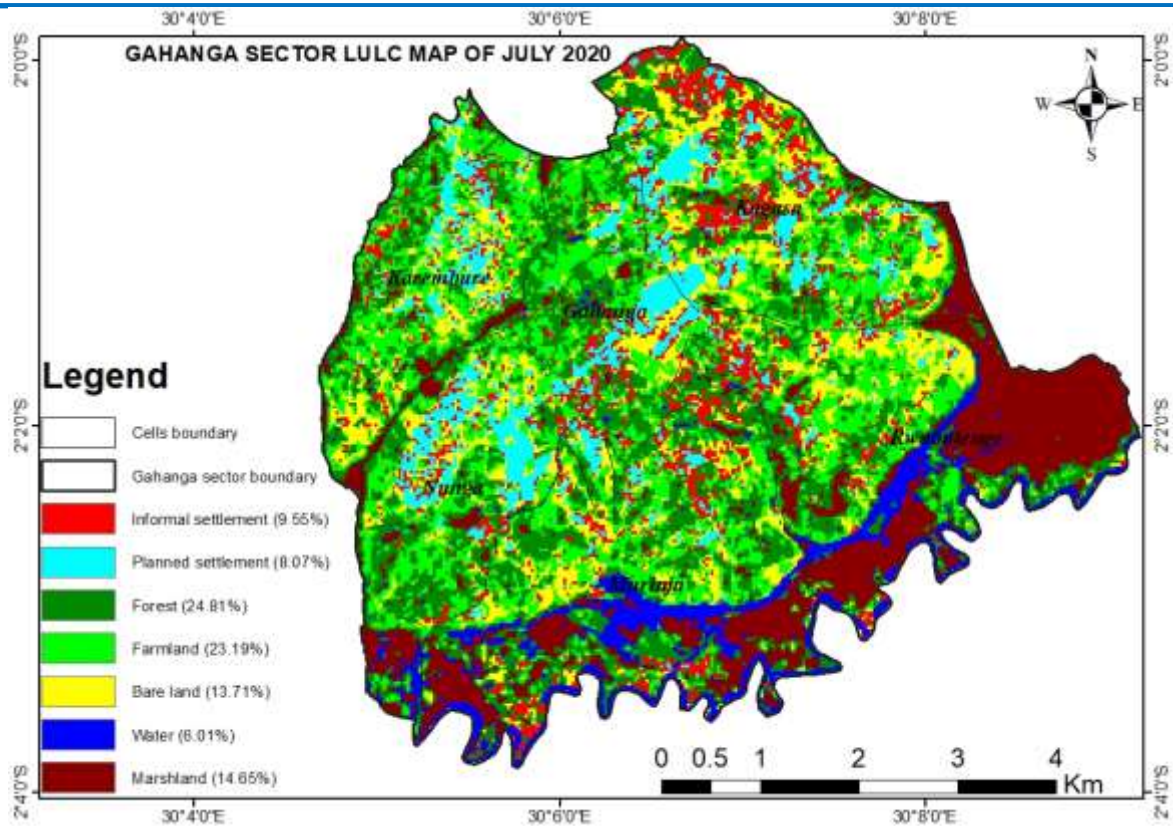 30°4'0"E 30°6'0"E 30°8'0"E
GAHANGA SECTOR LULC MAP OF JULY 2020
2°0'0"S 2°0'0"S
N
W E
S
Kagasa
Karembure
Gahanga
Legend
Cells boundary
Gahanga sector boundary
Informal settlement (9.55%)
Planned settlement (8.07%)
Forest (24.81%)
Farmland (23.19%)
Bare land (13.71%)
Water (6.01%)
Marshland (14.65%)
2°2'0"S 2°2'0"S
Nunga
Murinja
0 0.5 1 2 3 4
Km
2°4'0"S 2°4'0"S
30°4'0"E 30°6'0"E 30°8'0"E